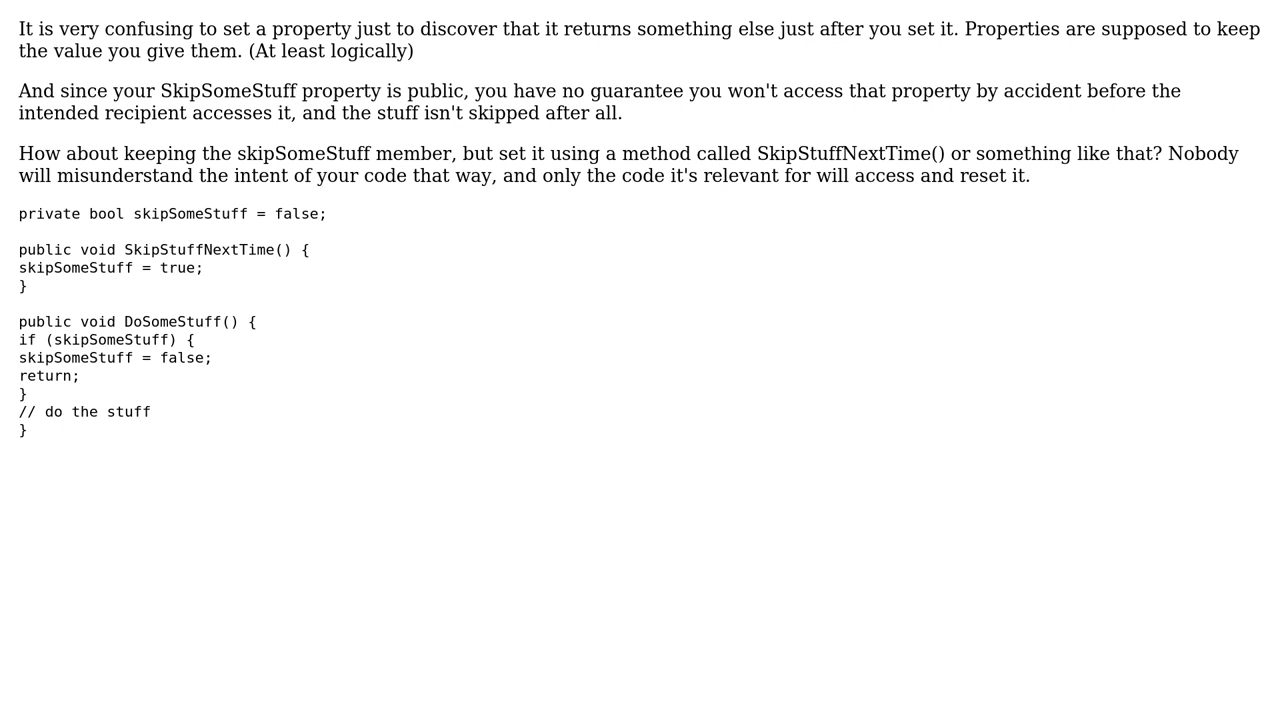 It is very confusing to set a property just to discover that it returns something else just after you set it. Properties are supposed to keep
the value you give them. (At least logically)
And since your SkipSomeStuff property is public, you have no guarantee you won't access that property by accident before the
intended recipient accesses it, and the stuff isn't skipped after all.
How about keeping the skipSomeStuff member, but set it using a method called SkipStuffNextTime() or something like that? Nobody
will misunderstand the intent of your code that way, and only the code it's relevant for will access and reset it.
private bool skipSomeStuff = false;
public void SkipStuffNextTime() {
skipSomeStuff = true;
}
public void DoSomeStuff() {
if (skipSomeStuff) {
skipSomeStuff = false;
return;
}
// do the stuff
}